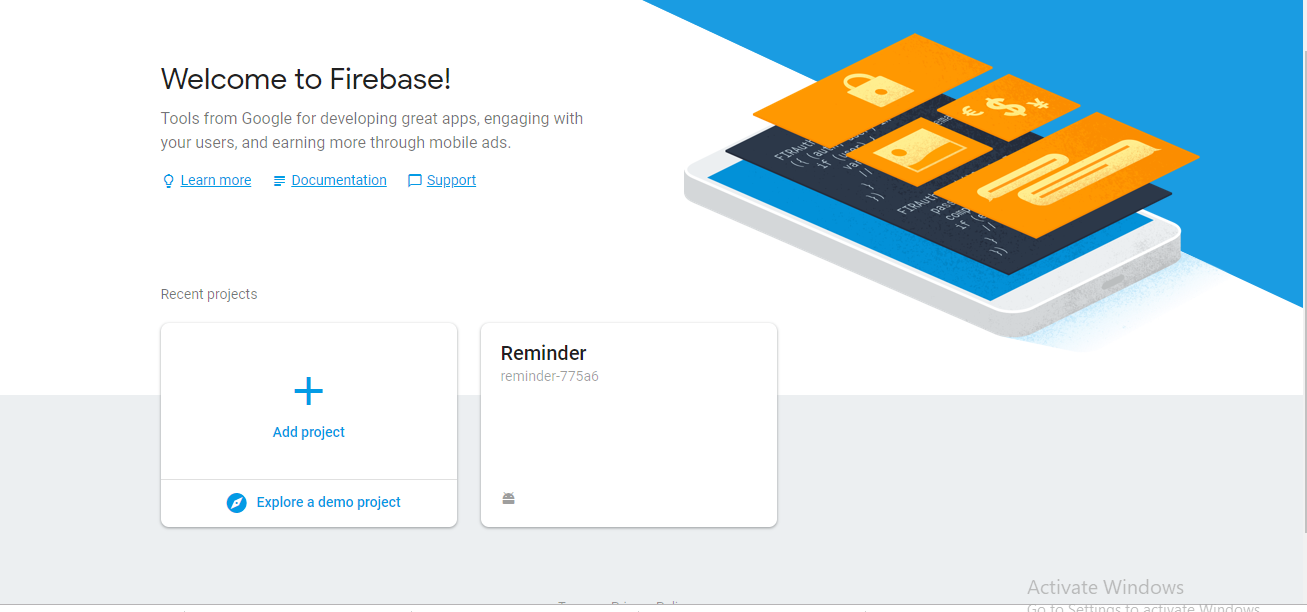 Welcome to Firebase!
Tools from Google for developing great apps, engaging with
your users, and earning more through mobile ads.
Learn more Documentation Support
Recent projects
Add project
Explore a demo project
Reminder
reminder-775a6
Activate Windows
Go to Settings to activate Windows.